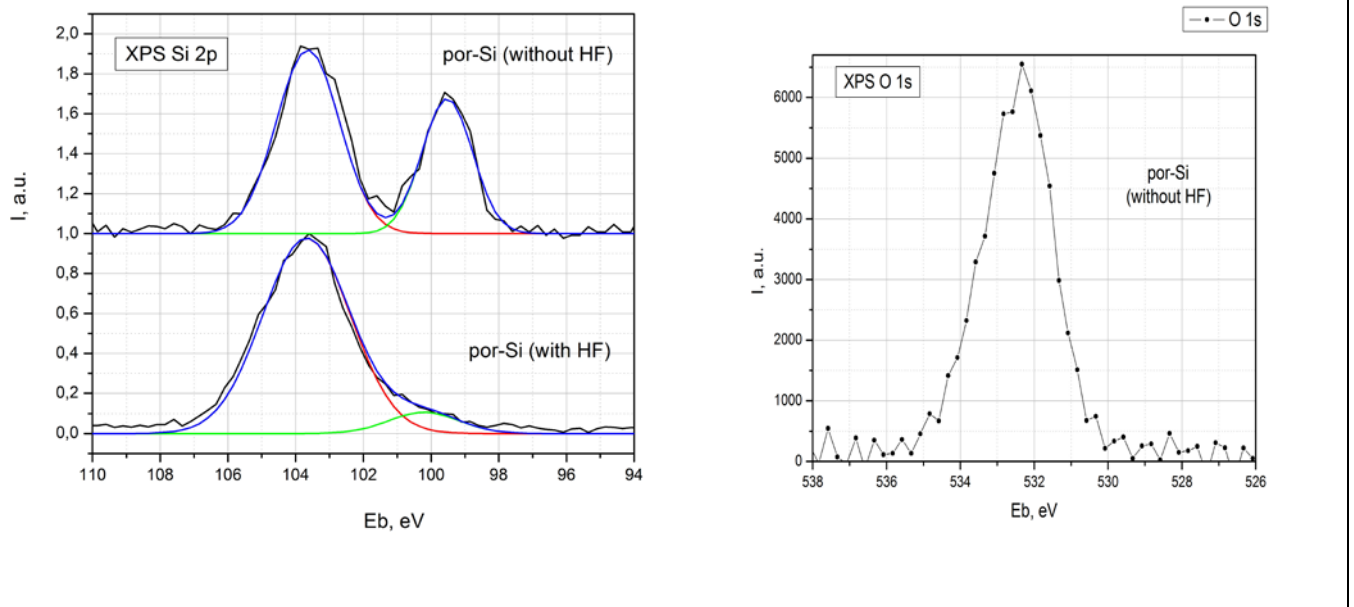 XPS Si 2p
por-Si (without HF)
por-Si (with HF)
I, a.u.
2,0
1,8
1,6
1,4
1,2
1,0
0,8
0,6
0,4
0,2
0,0
110 108 106 104 102 100 98 96 94
Eb, eV
O 1s
XPS O 1s
por-Si
(without HF)
I, a.u.
6000
5000
4000
3000
2000
1000
0
538 536 534 532 530 528 526
Eb, eV